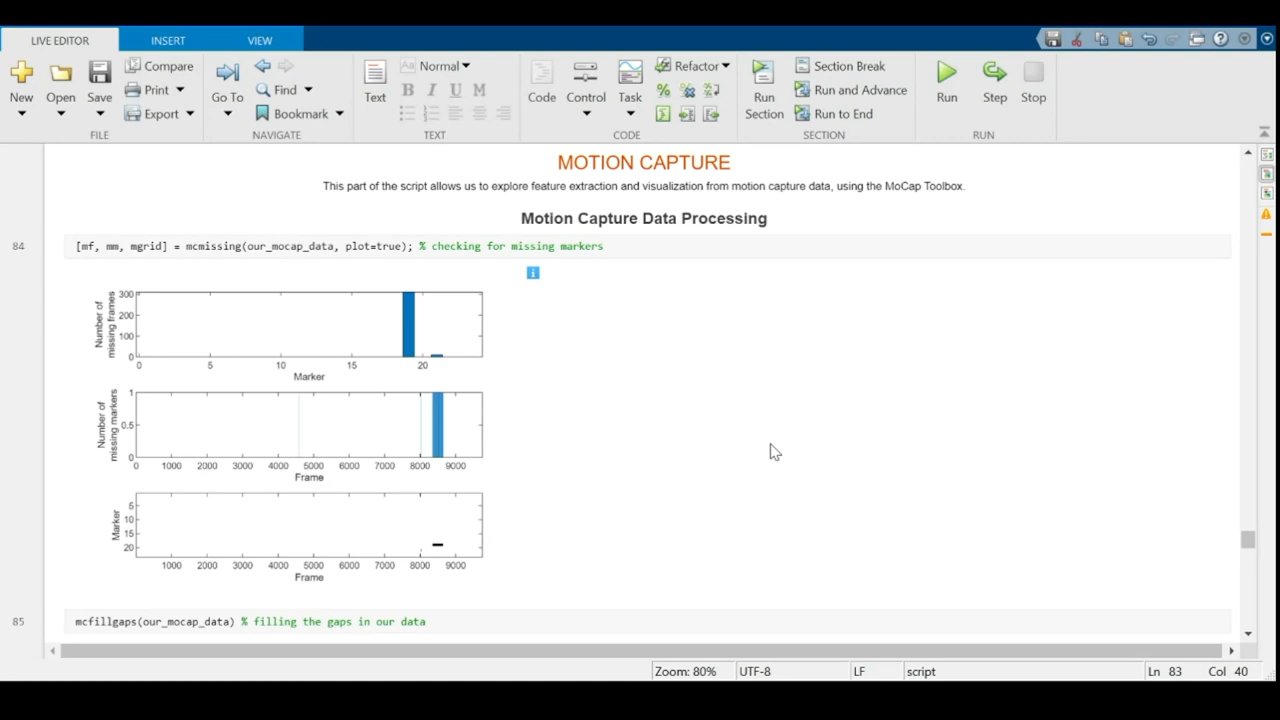 LIVE EDITOR INSERT VIEW
New Open Save Compare Print Export
FILE
Go To Find Bookmark
NAVIGATE
Text Aa Normal B I U M
TEXT
Code Control Task Refactor
CODE
Run Section Section Break Run and Advance Run to End
SECTION
Run Step Stop
RUN
MOTION CAPTURE
This part of the script allows us to explore feature extraction and visualization from motion capture data, using the MoCap Toolbox.
Motion Capture Data Processing
84 [mf, mm, mgrid] = mcmissing(our_mocap_data, plot=true); % checking for missing markers
Number of
missing frames
300
200
100
0
0 5 10 15 20
Marker
Number of
missing markers
1
0.5
0
0 1000 2000 3000 4000 5000 6000 7000 8000 9000
Frame
Marker
5
10
15
20
1000 2000 3000 4000 5000 6000 7000 8000 9000
Frame
85 mcfillgaps(our_mocap_data) % filling the gaps in our data
Zoom: 80% UTF-8 LF script Ln 83 Col 40